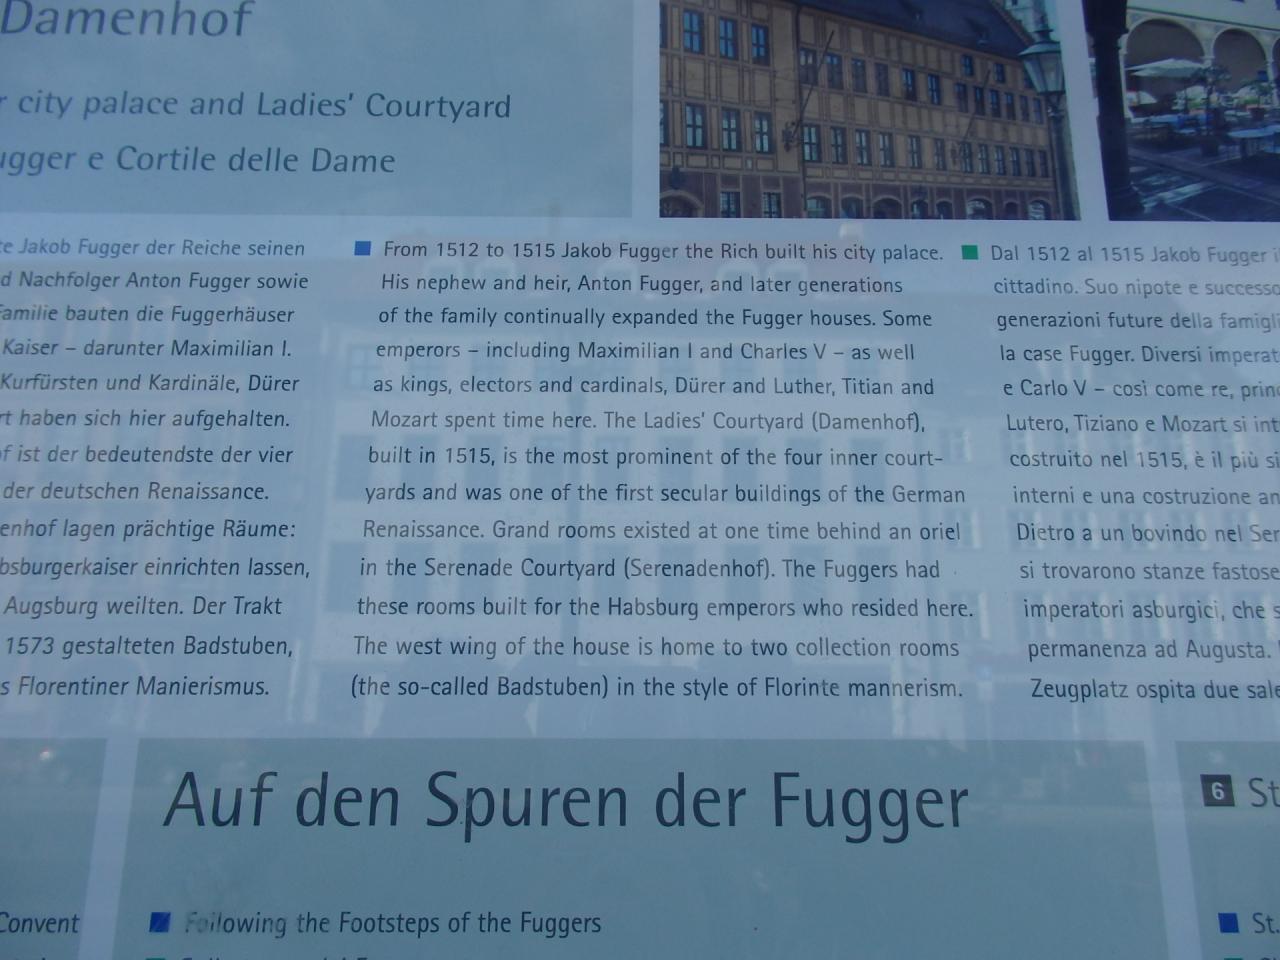 Damenhof
city palace and Ladies' Courtyard
e Cortile delle Dame
Jakob Fugger der Reiche seinen
Nachfolger Anton Fugger sowie
Familie bauten die Fuggerhäuser
Kaiser – darunter Maximilian I.
Kurfürsten und Kardinäle, Dürer
haben sich hier aufgehalten.
ist der bedeutendste der vier
der deutschen Renaissance.
lagen prächtige Räume:
einrichten lassen,
Augsburg weilten. Der Trakt
1573 gestalteten Badstuben,
Florentiner Manierismus.
From 1512 to 1515 Jakob Fugger the Rich built his city palace.
His nephew and heir, Anton Fugger, and later generations
of the family continually expanded the Fugger houses. Some
emperors – including Maximilian I and Charles V – as well
as kings, electors and cardinals, Dürer and Luther, Titian and
Mozart spent time here. The Ladies' Courtyard (Damenhof),
built in 1515, is the most prominent of the four inner court-
yards and was one of the first secular buildings of the German
Renaissance. Grand rooms existed at one time behind an oriel
in the Serenade Courtyard (Serenadenhof). The Fuggers had
these rooms built for the Habsburg emperors who resided here.
The west wing of the house is home to two collection rooms
(the so-called Badstuben) in the style of Florinte mannerism.
Dal 1512 al 1515 Jakob Fugger
cittadino. Suo nipote e
generazioni future della
la case Fugger. Diversi
e Carlo V – così come re,
Lutero, Tiziano e Mozart si
costruito nel 1515, è il più
interni e una costruzione
Dietro a un bovindo nel
si trovarono stanze fastose
imperatori asburgici, che
permanenza ad Augusta.
Zeugplatz ospita due
Auf den Spuren der Fugger
6 St.
Convent
Following the Footsteps of the Fuggers
St.